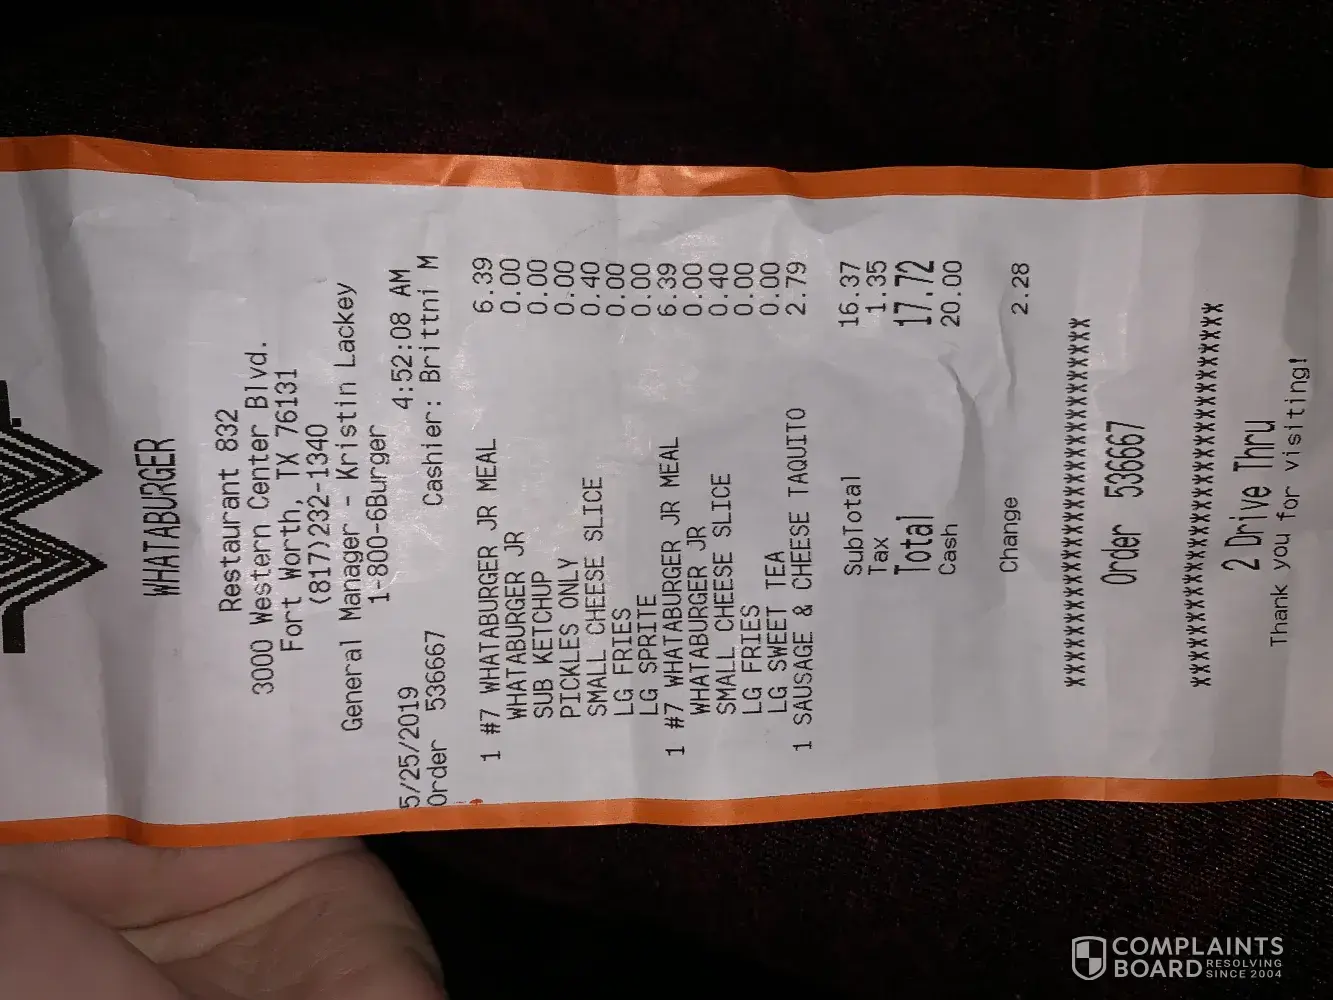 WHATABURGER
Restaurant 832
3000 Western Center Blvd.
Fort Worth, TX 76131
(817)232-1340
General Manager - Kristin Lackey
1-800-6Burger
5/25/2019 4:52:08 AM
Order 536667 Cashier: Brittni M
1 #7 WHATABURGER JR MEAL 6.39
WHATABURGER JR 0.00
SUB KETCHUP 0.00
PICKLES ONLY 0.00
SMALL CHEESE SLICE 0.40
LG FRIES 0.00
LG SPRITE 0.00
1 #7 WHATABURGER JR MEAL 6.39
WHATABURGER JR 0.00
SMALL CHEESE SLICE 0.40
LG FRIES 0.00
LG SWEET TEA 0.00
1 SAUSAGE & CHEESE TAQUITO 2.79
SubTotal 16.37
Tax 1.35
Total 17.72
Cash 20.00
Change 2.28
***********************************
Order 536667
***********************************
2 Drive Thru
Thank you for visiting!
COMPLAINTS
BOARD RESOLVING SINCE 2004